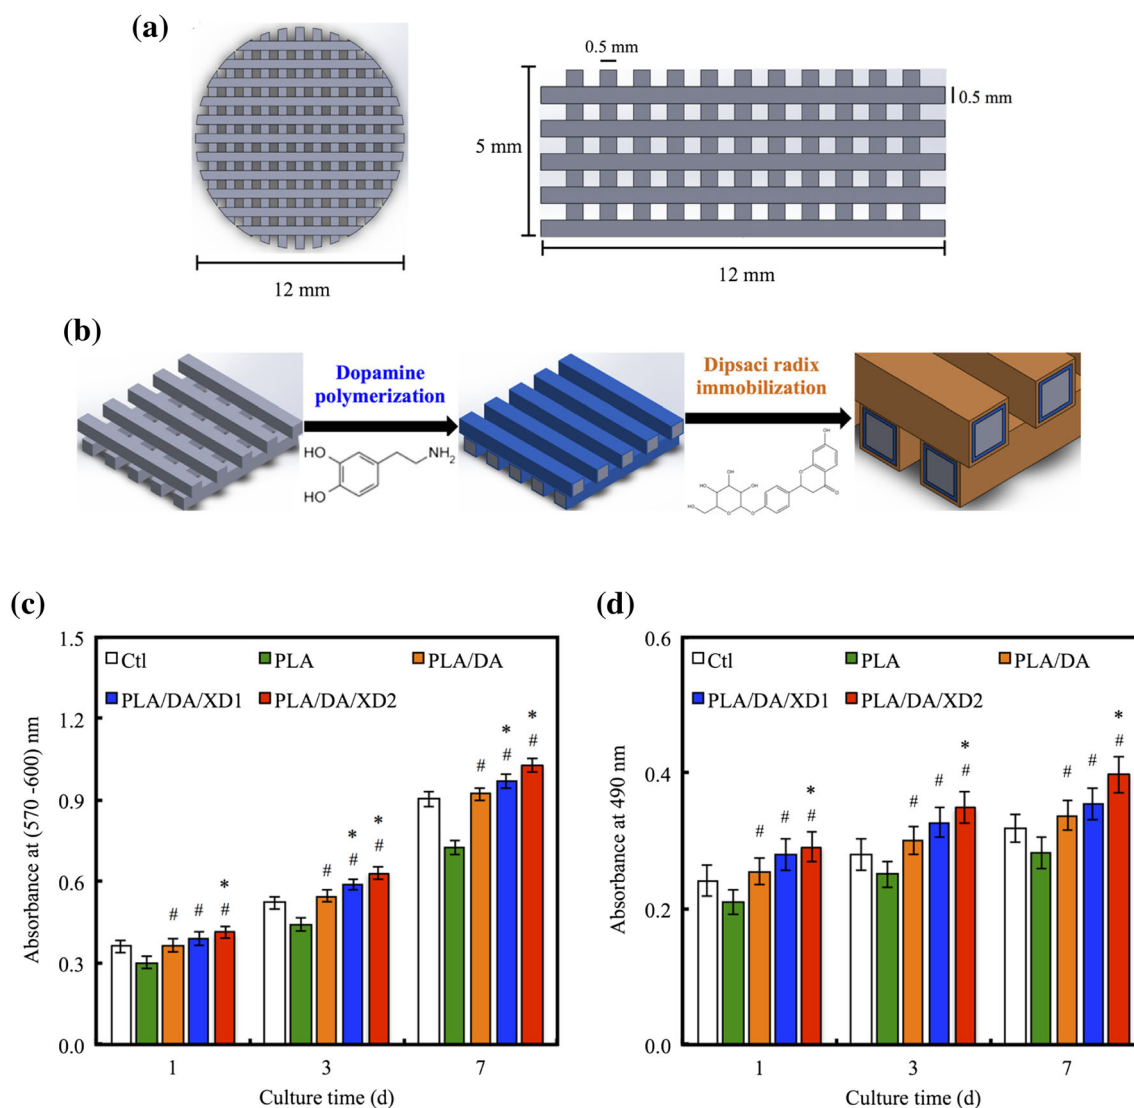 (a)
0.5 mm
0.5 mm
5 mm
12 mm
12 mm
(b)
Dopamine
polymerization
Dipsaci radix
immobilization
HO
HO
NH2
OH
O
O
HO
OH
OH
HO
O
O
(c)
1.5
1.2
0.9
0.6
0.3
0.0
Absorbance at (570 -600) nm
Ctl
PLA
PLA/DA
PLA/DA/XD1
PLA/DA/XD2
#
#
*
#
#
*
#
*
#
#
*
#
*
#
1
3
7
Culture time (d)
(d)
0.6
0.4
0.2
0.0
Absorbance at 490 nm
Ctl
PLA
PLA/DA
PLA/DA/XD1
PLA/DA/XD2
#
#
*
#
#
#
*
#
#
#
*
#
1
3
7
Culture time (d)